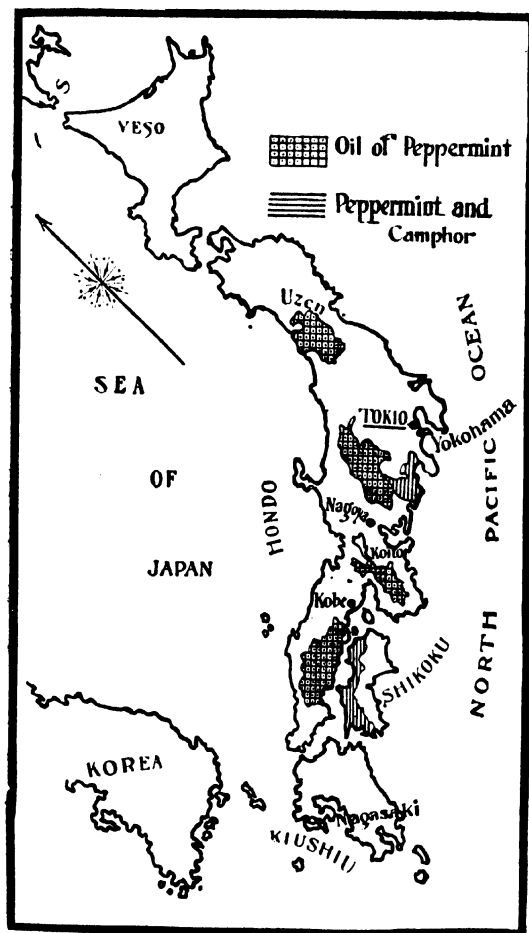 YESO
Oil of Peppermint
Peppermint and
Camphor
Uzen
SEA
OF
JAPAN
TOKIO
Yokohama
HONDO
Nagoya
Kobe
SHIKOKU
NORTH PACIFIC OCEAN
KOREA
Nagasaki
KIUSHIU